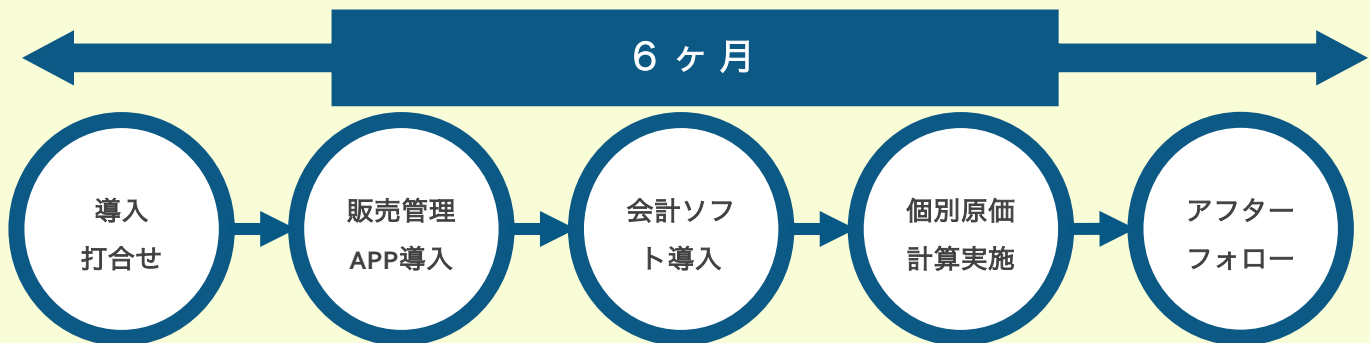 6ヶ月
導入
打合せ
販売管理
APP導入
会計ソフ
ト導入
個別原価
計算実施
アフター
フォロー